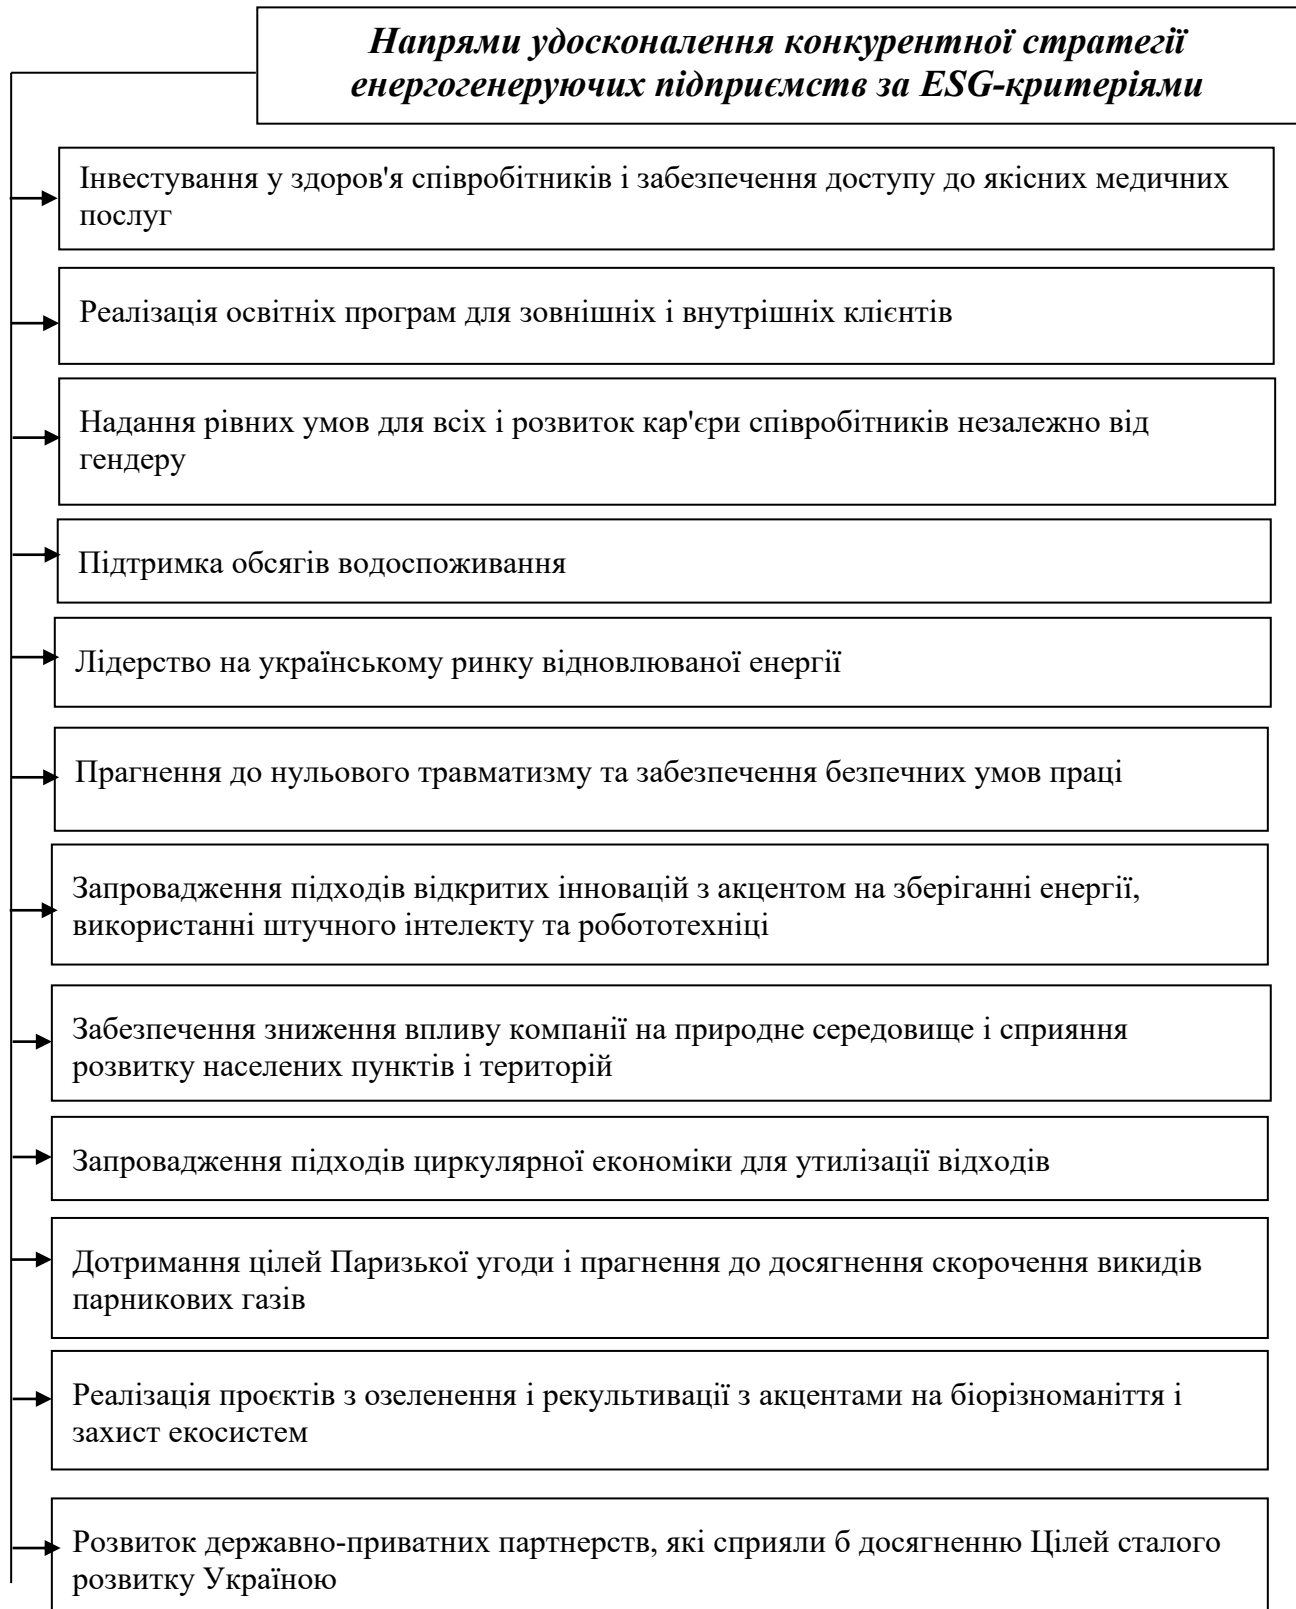 Напрями удосконалення конкурентної стратегії
енергогенеруючих підприємств за ESG-критеріями
Інвестування у здоров'я співробітників і забезпечення доступу до якісних медичних
послуг
Реалізація освітніх програм для зовнішніх і внутрішніх клієнтів
Надання рівних умов для всіх і розвиток кар'єри співробітників незалежно від
гендеру
Підтримка обсягів водоспоживання
Лідерство на українському ринку відновлюваної енергії
Прагнення до нульового травматизму та забезпечення безпечних умов праці
Запровадження підходів відкритих інновацій з акцентом на зберіганні енергії,
використанні штучного інтелекту та робототехніці
Забезпечення зниження впливу компанії на природне середовище і сприяння
розвитку населених пунктів і територій
Запровадження підходів циркулярної економіки для утилізації відходів
Дотримання цілей Паризької угоди і прагнення до досягнення скорочення викидів
парникових газів
Реалізація проєктів з озеленення і рекультивації з акцентами на біорізноманіття і
захист екосистем
Розвиток державно-приватних партнерств, які сприяли б досягненню Цілей сталого
розвитку Україною